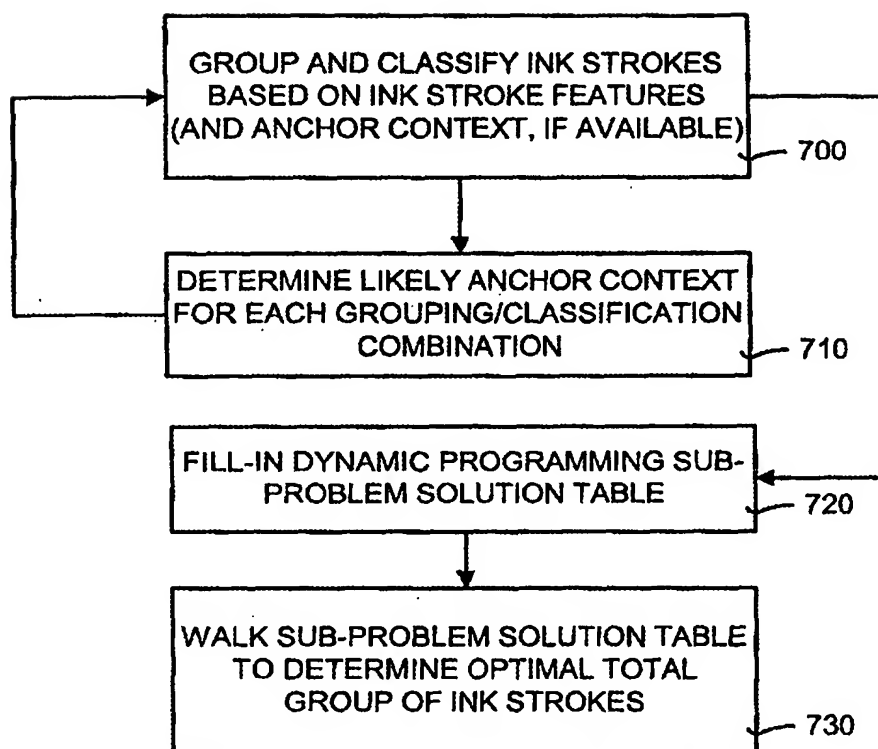 GROUP AND CLASSIFY INK STROKES
BASED ON INK STROKE FEATURES
(AND ANCHOR CONTEXT, IF AVAILABLE)
700
DETERMINE LIKELY ANCHOR CONTEXT
FOR EACH GROUPING/CLASSIFICATION
COMBINATION
710
FILL-IN DYNAMIC PROGRAMMING SUB-
PROBLEM SOLUTION TABLE
720
WALK SUB-PROBLEM SOLUTION TABLE
TO DETERMINE OPTIMAL TOTAL
GROUP OF INK STROKES
730